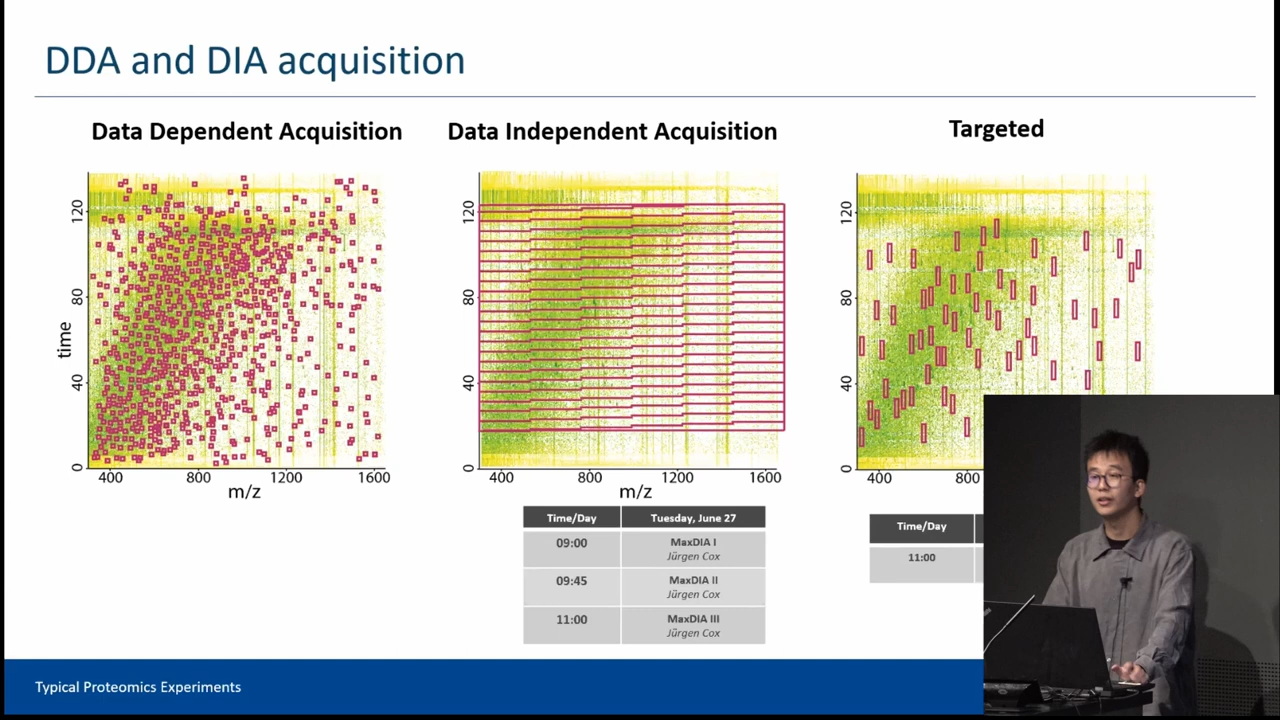 DDA and DIA acquisition
Data Dependent Acquisition
Data Independent Acquisition
Targeted
time
120
80
40
0
400
800
1200
1600
m/z
120
80
40
0
400
800
1200
1600
m/z
120
80
40
0
400
800
Time/Day
Tuesday, June 27
09:00
MaxDIA I
Jürgen Cox
09:45
MaxDIA II
Jürgen Cox
11:00
MaxDIA III
Jürgen Cox
Time/Day
11:00
Typical Proteomics Experiments